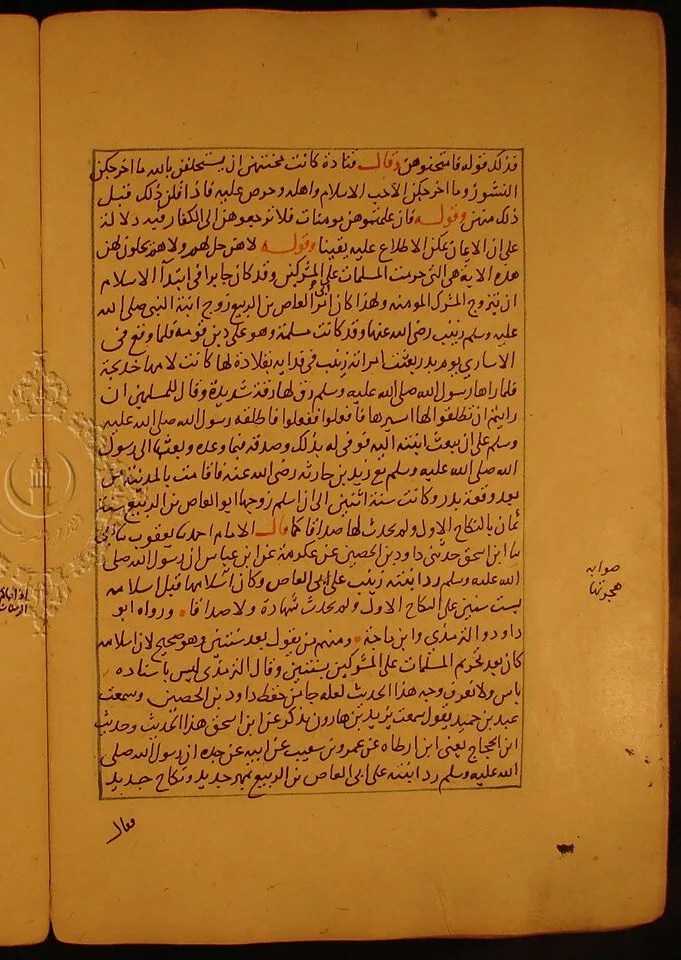 فذلك قوله فامتحنوهن وقال قتادة كانت محنتهن ان يستحلفن بالله ما اخرجكن
النشوز وما اخرجكن الا حب الاسلام واهله وحرص عليه فاذا قلن ذلك قبل
ذلك منهن وقوله فان علمتموهن مومنات فلا ترجعوهن الى الكفار فيه دلالة
على ان الايمان يمكن الاطلاع عليه يقينا وقوله لا هن حل لهم ولا هم يحلون لهن
هذه الاية هي التي حرمت المسلمات على المشركين وقد كان جايزا في ابتدآ الاسلام
ان يتزوج المشرك المومنه ولهذا كان امر ابي العاص بن الربيع زوج ابنة النبي صلى الله
عليه وسلم زينب رضى الله عنها وقد كانت مسلمة وهو على دين قومه فلما وقع في
الاسارى يوم بدر بعثت امراته زينب في فدايه بقلادة لها كانت لامها خديجة
فلما راها رسول الله صلى الله عليه وسلم رق لها رقة شديدة وقال للمسلمين ان
رايتم ان تطلقوا لها اسيرها فافعلوا ففعلوا فاطلقه رسول الله صلى الله عليه
وسلم على ان يبعث ابنته اليه فوفى له بذلك وصدقه فيما وعده وبعثها الى رسول
الله صلى الله عليه وسلم مع زيد بن حارثه رضى الله عنه فاقامت بالمدينة من
بعد وقعة بدر وكانت سنة اثنتين الى ان اسلم زوجها ابو العاص بن الربيع سنة
ثمان بالنكاح الاول ولم يحدث لها صداقا كما قال الامام احمد ثنا يعقوب ثنا ابي
ثنا ابن اسحق حدثني داود بن الحصين عن عكرمة عن ابن عباس ان رسول الله صلى
الله عليه وسلم رد ابنته زينب على ابي العاص وكان اسلامها قبل اسلامه
بست سنين على النكاح الاول ولم يحدث شهادة ولا صداقا ورواه ابو
داود والترمذي وابن ماجة ومنهم من يقول بعد سنتين وهو صحيح لان اسلامه
كان بعد تحريم المسلمات على المشركين بسنتين وقال الترمذي ليس باسناده
باس ولا نعرف وجه هذا الحديث لعله جا من حفظ داود بن الحصين وسمعت
عبد بن حميد يقول سمعت يزيد بن هارون يذكر عن ابن اسحق هذا الحديث وحديث
ابن الحجاج يعنى ابن ارطاه عن عمرو بن شعيب عن ابيه عن جده ان رسول الله صلى
الله عليه وسلم رد ابنته على ابي العاص بن الربيع بمهر جديد ونكاح جديد
فقال
صوابه
هجرتها